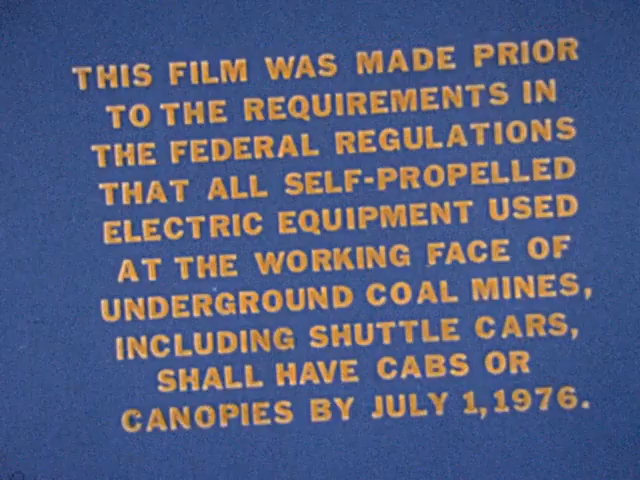 THIS FILM WAS MADE PRIOR
TO THE REQUIREMENTS IN
THE FEDERAL REGULATIONS
THAT ALL SELF-PROPELLED
ELECTRIC EQUIPMENT USED
AT THE WORKING FACE OF
UNDERGROUND COAL MINES,
INCLUDING SHUTTLE CARS,
SHALL HAVE CABS OR
CANOPIES BY JULY 1,1976.